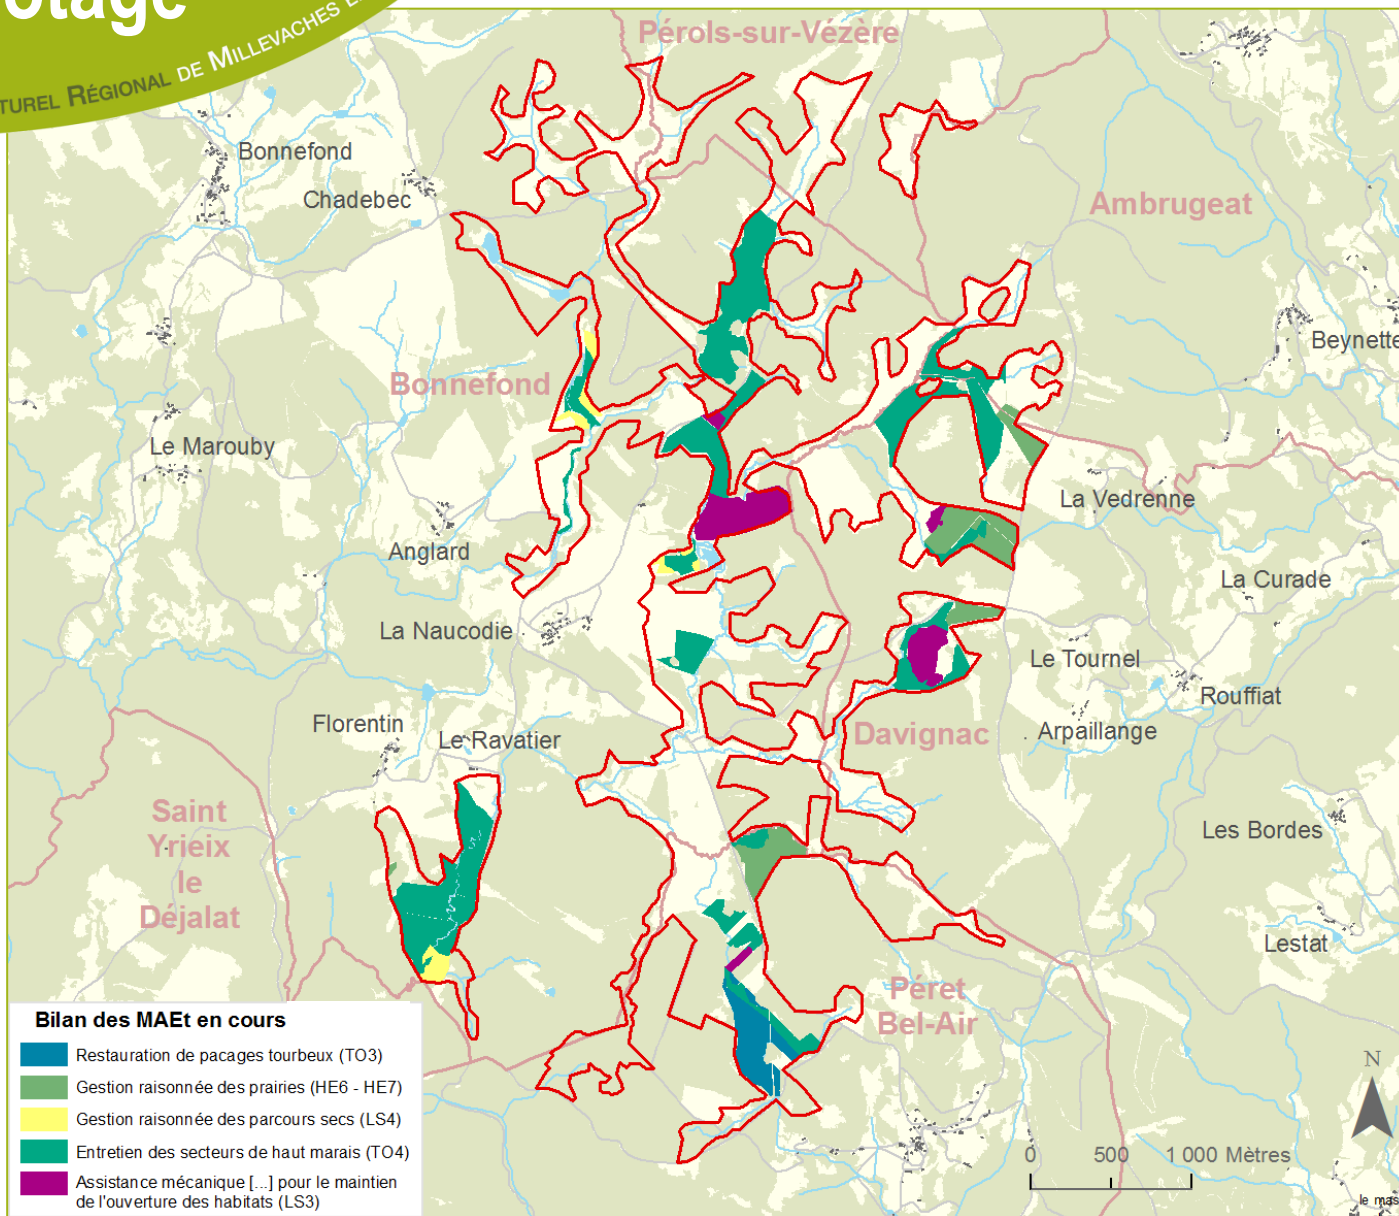 otage
TUREL RÉGIONAL DE MILLEVACHES E
Pérols-sur-Vézère
Bonnefond
Chadebec
Ambrugeat
Beynette
Bonnefond
Le Marouby
La Vedrenne
Anglard
La Curade
La Naucodie
Le Tournel
Rouffiat
Florentin
Le Ravatier
Davignac
Arpaillange
Saint
Yrieix
le
Déjalat
Les Bordes
Lestat
Péret
Bel-Air
Bilan des MAEt en cours
Restauration de pacages tourbeux (TO3)
Gestion raisonnée des prairies (HE6 - HE7)
Gestion raisonnée des parcours secs (LS4)
Entretien des secteurs de haut marais (TO4)
Assistance mécanique [...] pour le maintien
de l'ouverture des habitats (LS3)
N
0 500 1 000 Mètres
le mas